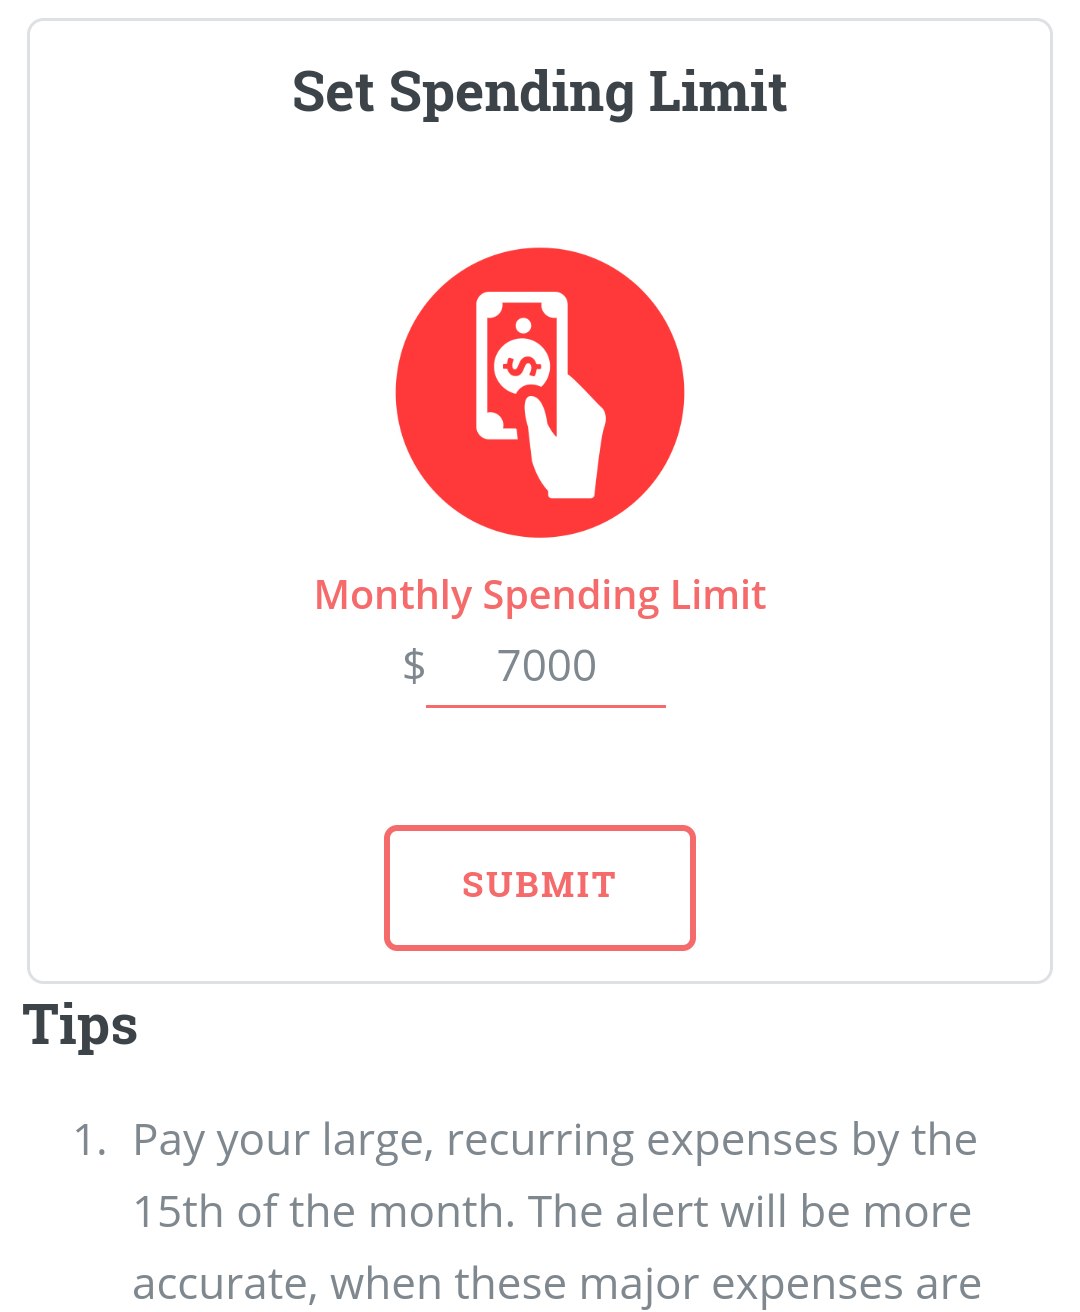 Set Spending Limit
$
Monthly Spending Limit
$ 7000
SUBMIT
Tips
1. Pay your large, recurring expenses by the
15th of the month. The alert will be more
accurate, when these major expenses are